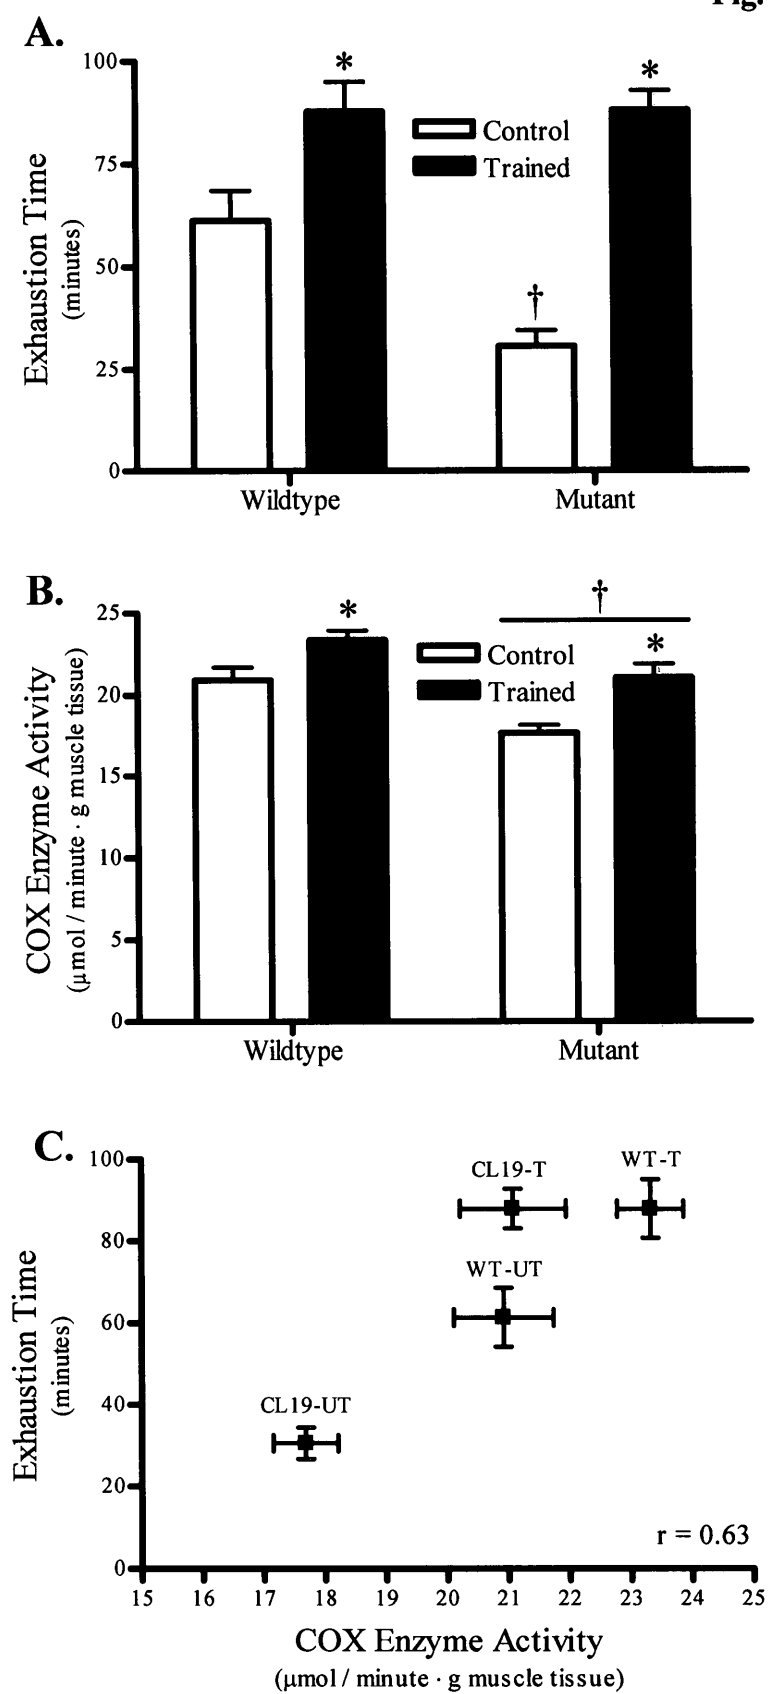 Fig.
A.
100
75
50
25
0
Exhaustion Time
(minutes)
*
*
†
Control
Trained
Wildtype
Mutant
B.
25
20
15
10
5
0
COX Enzyme Activity
(μmol / minute · g muscle tissue)
*
†
*
Control
Trained
Wildtype
Mutant
C.
100
80
60
40
20
0
Exhaustion Time
(minutes)
CL19-T
WT-T
WT-UT
CL19-UT
r = 0.63
15 16 17 18 19 20 21 22 23 24 25
COX Enzyme Activity
(μmol / minute · g muscle tissue)